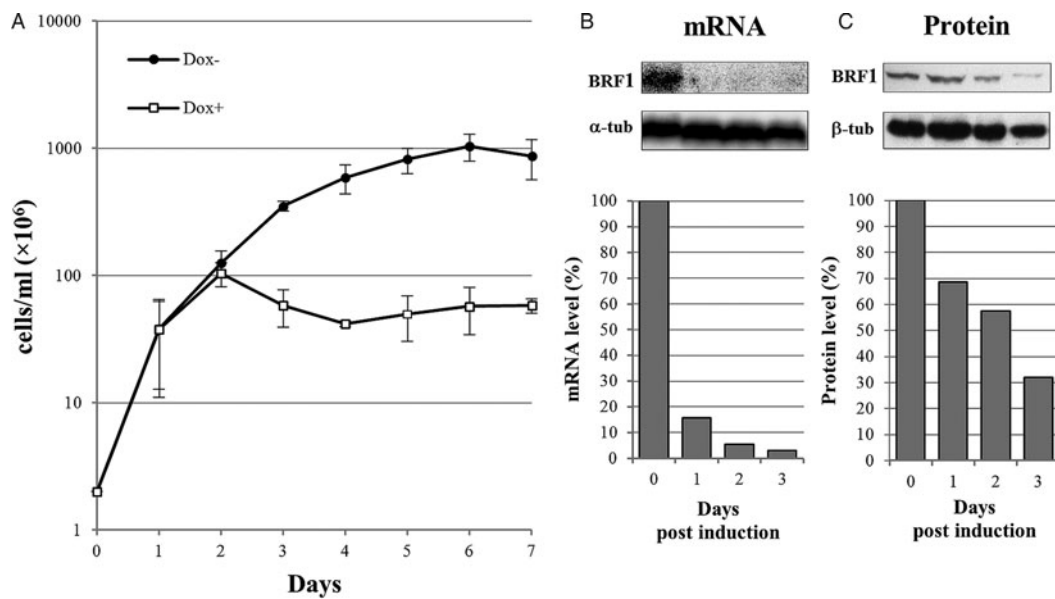 A
10000
1000
100
10
1
cells/ml (×10⁶)
Dox-
Dox+
0 1 2 3 4 5 6 7
Days
B
mRNA
BRF1
α-tub
mRNA level (%)
100
90
80
70
60
50
40
30
20
10
0
0 1 2 3
Days
post induction
C
Protein
BRF1
β-tub
Protein level (%)
100
90
80
70
60
50
40
30
20
10
0
0 1 2 3
Days
post induction